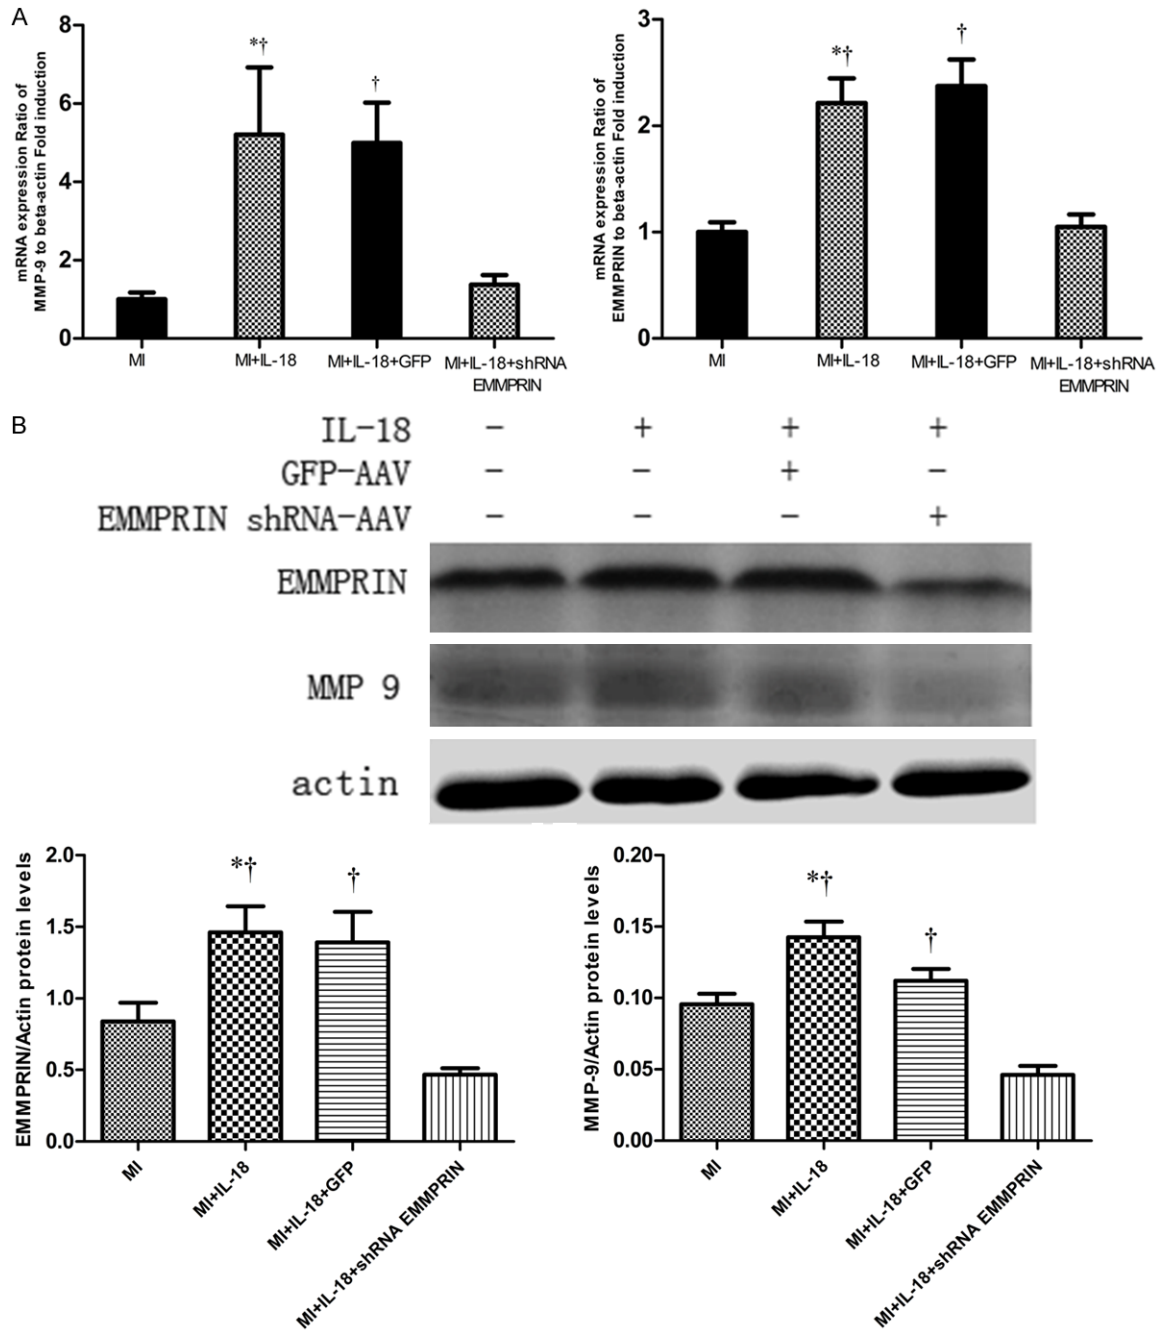 A
mRNA expression Ratio of
MMP-9 to beta-actin Fold induction
8
6
4
2
0
*†
†
MI
MI+IL-18
MI+IL-18+GFP
MI+IL-18+shRNA
EMMPRIN
mRNA expression Ratio of
EMMPRIN to beta-actin Fold induction
3
2
1
0
*†
†
MI
MI+IL-18
MI+IL-18+GFP
MI+IL-18+shRNA
EMMPRIN
B
IL-18 - + + +
GFP-AAV - - + -
EMMPRIN shRNA-AAV - - - +
EMMPRIN
MMP 9
actin
EMMPRIN/Actin protein levels
2.0
1.5
1.0
0.5
0.0
*†
†
MI
MI+IL-18
MI+IL-18+GFP
MI+IL-18+shRNA EMMPRIN
MMP-9/Actin protein levels
0.20
0.15
0.10
0.05
0.00
*†
†
MI
MI+IL-18
MI+IL-18+GFP
MI+IL-18+shRNA EMMPRIN